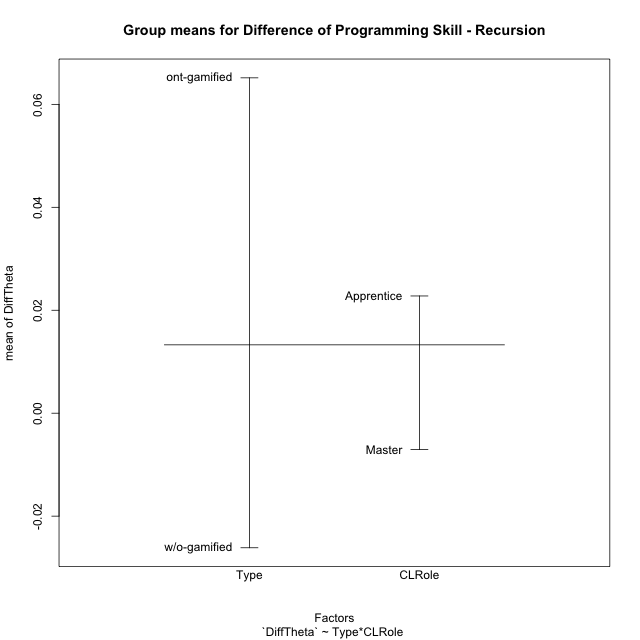 Group means for Difference of Programming Skill - Recursion
ont-gamified
0.06
0.04
mean of DiffTheta
0.02
Apprentice
0.00
Master
-0.02
w/o-gamified
Type
CLRole
Factors
`DiffTheta` ~ Type*CLRole